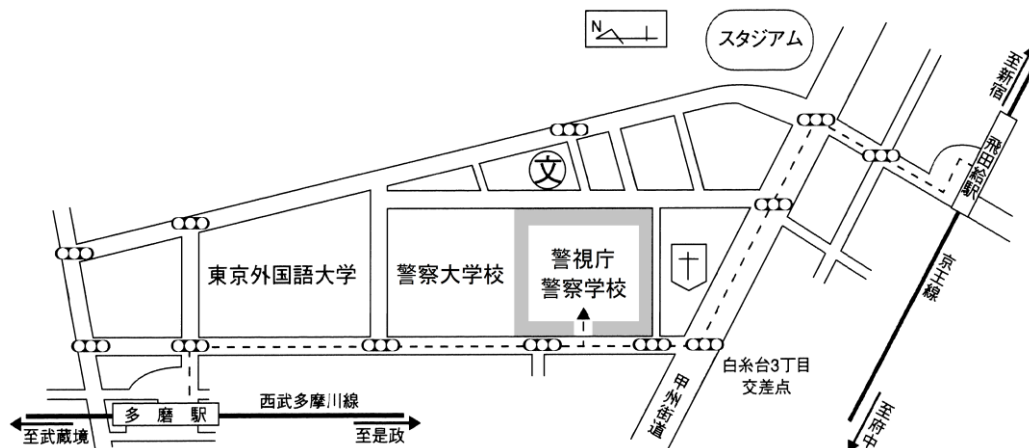 N
スタジアム
至新宿
飛田給駅
文
東京外国語大学
警察大学校
警視庁
警察学校
京王線
白糸台3丁目
交差点
甲州街道
西武多摩川線
多磨駅
至武蔵境
至是政
至府中